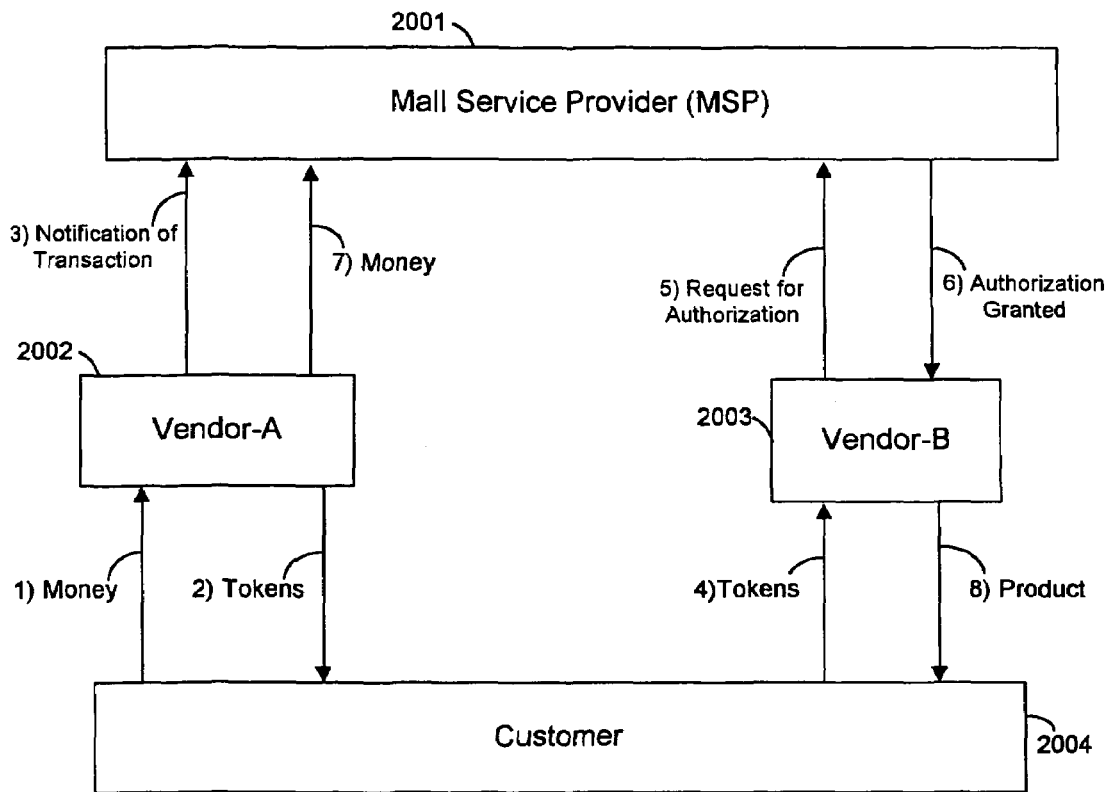 2001
Mall Service Provider (MSP)
3) Notification of
Transaction
7) Money
5) Request for
Authorization
6) Authorization
Granted
2002
Vendor-A
2003
Vendor-B
1) Money
2) Tokens
4)Tokens
8) Product
Customer
2004